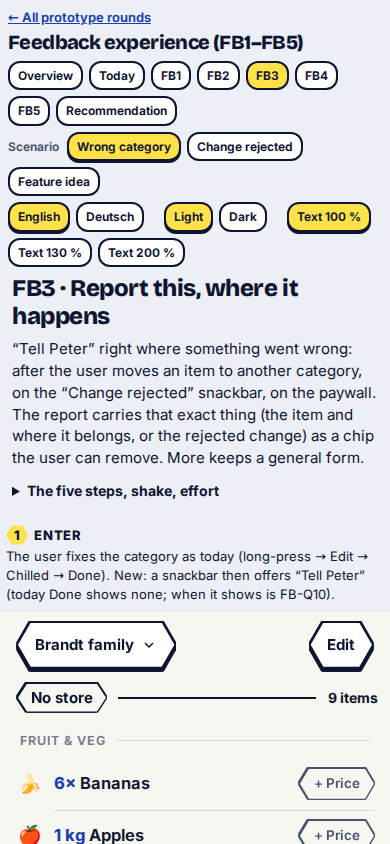 ← All prototype rounds
Feedback experience (FB1–FB5)
Overview Today FB1 FB2 FB3 FB4
FB5 Recommendation
Scenario Wrong category Change rejected
Feature idea
English Deutsch Light Dark Text 100 %
Text 130 % Text 200 %
FB3 · Report this, where it
happens
“Tell Peter” right where something went wrong:
after the user moves an item to another category,
on the “Change rejected” snackbar, on the paywall.
The report carries that exact thing (the item and
where it belongs, or the rejected change) as a chip
the user can remove. More keeps a general form.
▶ The five steps, shake, effort
1 ENTER
The user fixes the category as today (long-press → Edit →
Chilled → Done). New: a snackbar then offers “Tell Peter”
(today Done shows none; when it shows is FB-Q10).
Brandt family Edit
No store 9 items
FRUIT & VEG
6× Bananas + Price
1 kg Apples + Price